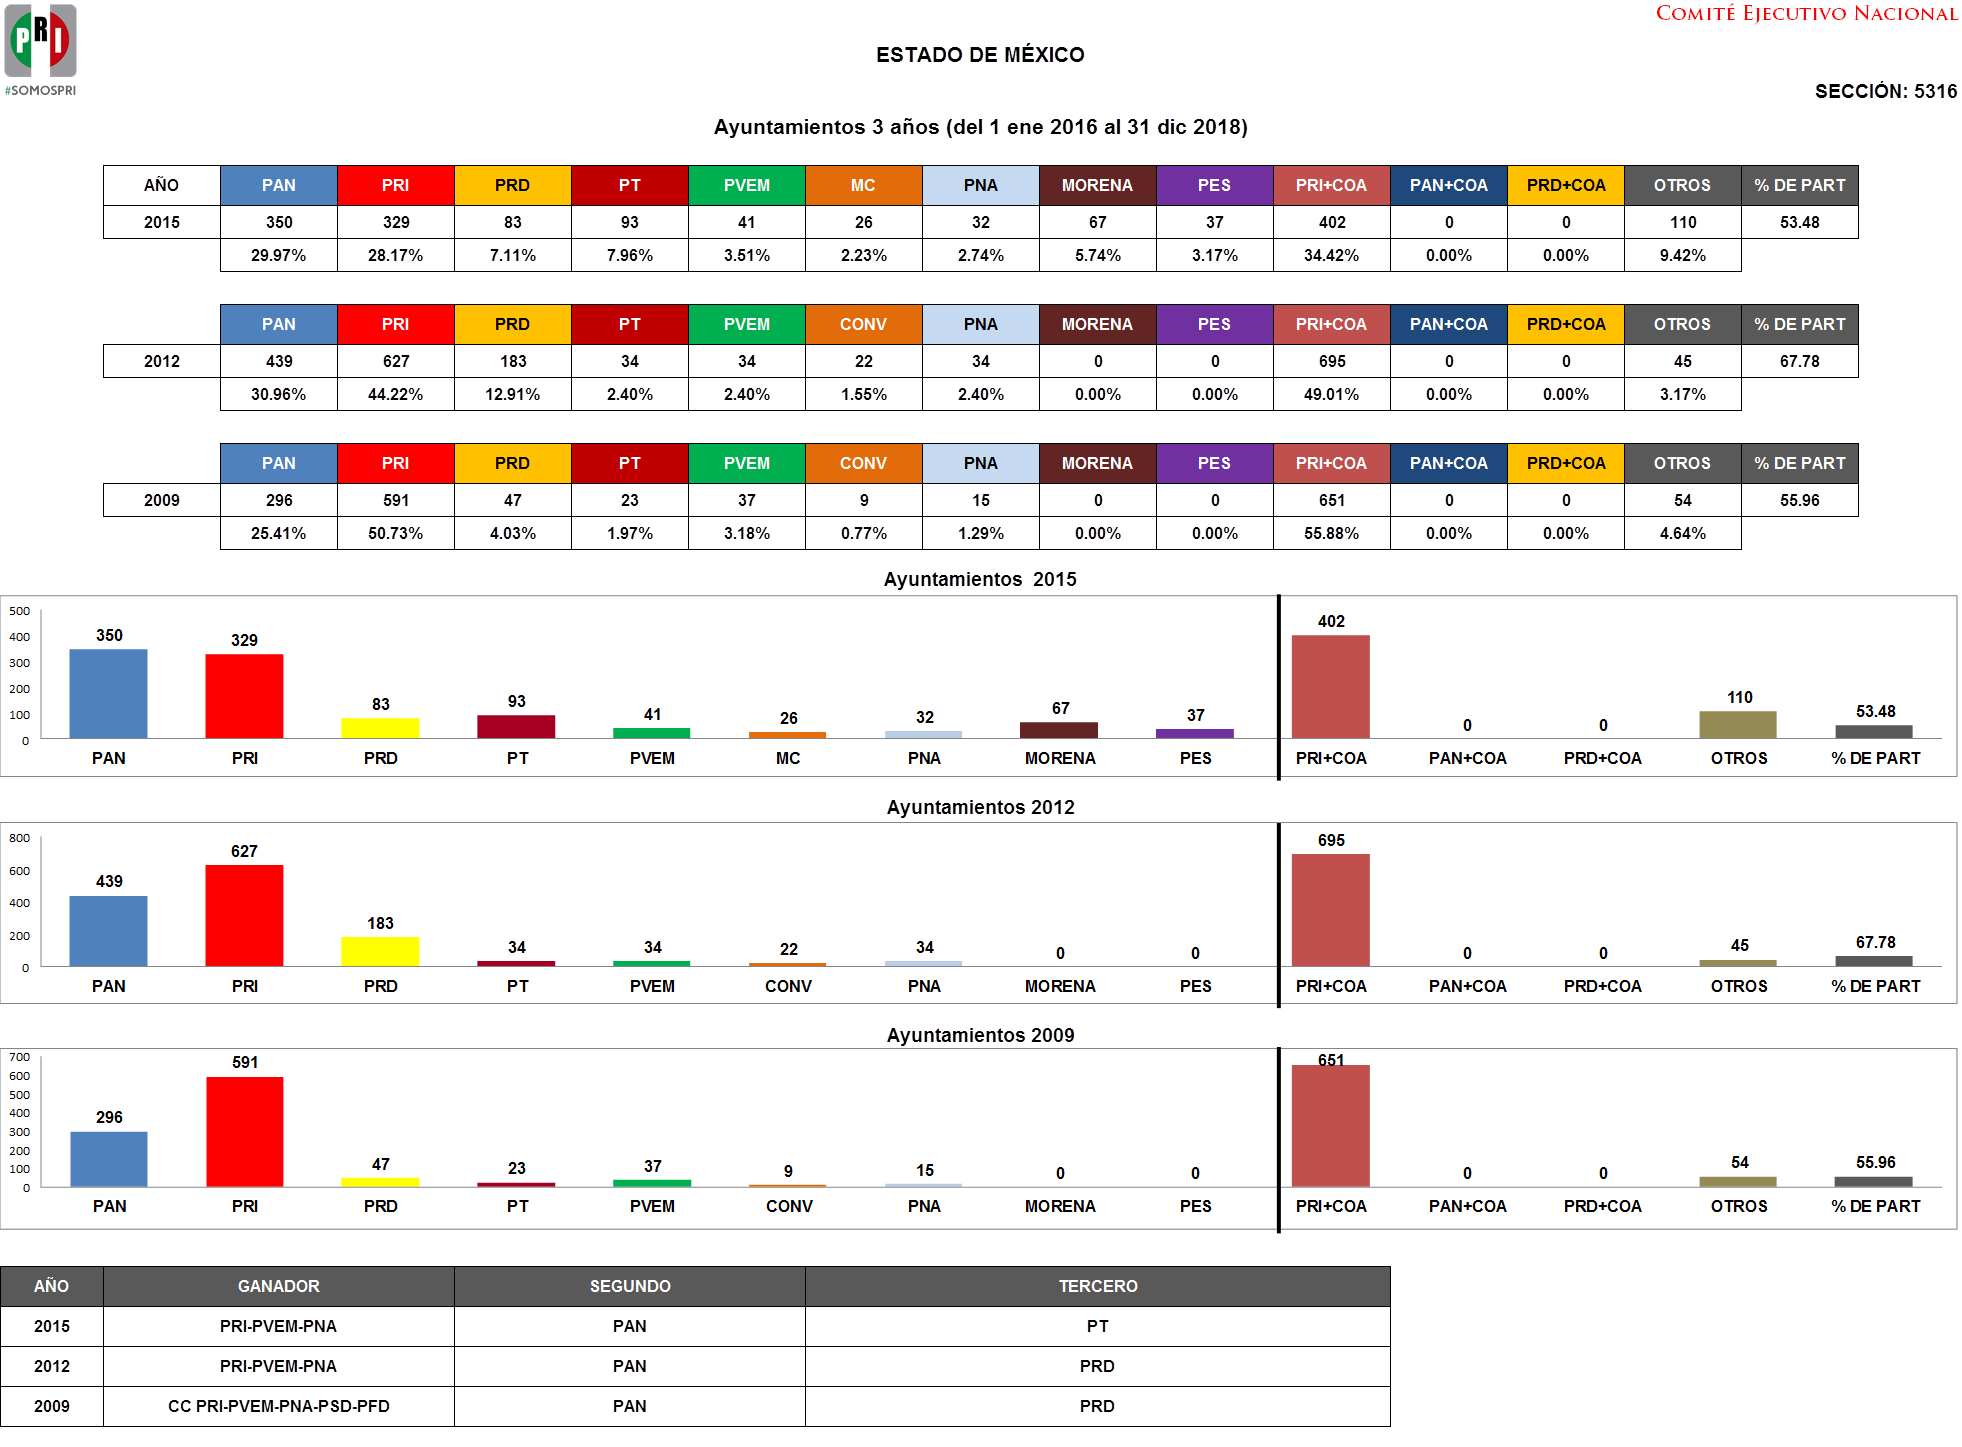 PRI
#SOMOSPRI
COMITÉ EJECUTIVO NACIONAL
ESTADO DE MÉXICO
SECCIÓN: 5316
Ayuntamientos 3 años (del 1 ene 2016 al 31 dic 2018)
AÑO PAN PRI PRD PT PVEM MC PNA MORENA PES PRI+COA PAN+COA PRD+COA OTROS % DE PART
2015 350 329 83 93 41 26 32 67 37 402 0 0 110 53.48
29.97% 28.17% 7.11% 7.96% 3.51% 2.23% 2.74% 5.74% 3.17% 34.42% 0.00% 0.00% 9.42%
PAN PRI PRD PT PVEM CONV PNA MORENA PES PRI+COA PAN+COA PRD+COA OTROS % DE PART
2012 439 627 183 34 34 22 34 0 0 695 0 0 45 67.78
30.96% 44.22% 12.91% 2.40% 2.40% 1.55% 2.40% 0.00% 0.00% 49.01% 0.00% 0.00% 3.17%
PAN PRI PRD PT PVEM CONV PNA MORENA PES PRI+COA PAN+COA PRD+COA OTROS % DE PART
2009 296 591 47 23 37 9 15 0 0 651 0 0 54 55.96
25.41% 50.73% 4.03% 1.97% 3.18% 0.77% 1.29% 0.00% 0.00% 55.88% 0.00% 0.00% 4.64%
Ayuntamientos 2015
500
400
300
200
100
0
350 329 83 93 41 26 32 67 37 402 0 0 110 53.48
PAN PRI PRD PT PVEM MC PNA MORENA PES PRI+COA PAN+COA PRD+COA OTROS % DE PART
Ayuntamientos 2012
800
600
400
200
0
439 627 183 34 34 22 34 0 0 695 0 0 45 67.78
PAN PRI PRD PT PVEM CONV PNA MORENA PES PRI+COA PAN+COA PRD+COA OTROS % DE PART
Ayuntamientos 2009
700
600
500
400
300
200
100
0
296 591 47 23 37 9 15 0 0 651 0 0 54 55.96
PAN PRI PRD PT PVEM CONV PNA MORENA PES PRI+COA PAN+COA PRD+COA OTROS % DE PART
AÑO GANADOR SEGUNDO TERCERO
2015 PRI-PVEM-PNA PAN PT
2012 PRI-PVEM-PNA PAN PRD
2009 CC PRI-PVEM-PNA-PSD-PFD PAN PRD